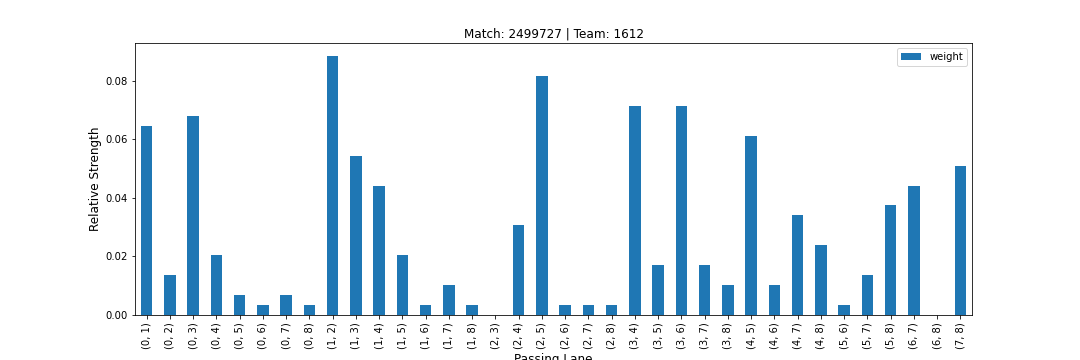 Match: 2499727 | Team: 1612
weight
Relative Strength
0.08
0.06
0.04
0.02
0.00
(0, 1) (0, 2) (0, 3) (0, 4) (0, 5) (0, 6) (0, 7) (0, 8) (1, 2) (1, 3) (1, 4) (1, 5) (1, 6) (1, 7) (1, 8) (2, 3) (2, 4) (2, 5) (2, 6) (2, 7) (2, 8) (3, 4) (3, 5) (3, 6) (3, 7) (3, 8) (4, 5) (4, 6) (4, 7) (4, 8) (5, 6) (5, 7) (5, 8) (6, 7) (6, 8) (7, 8)
Passing Lane